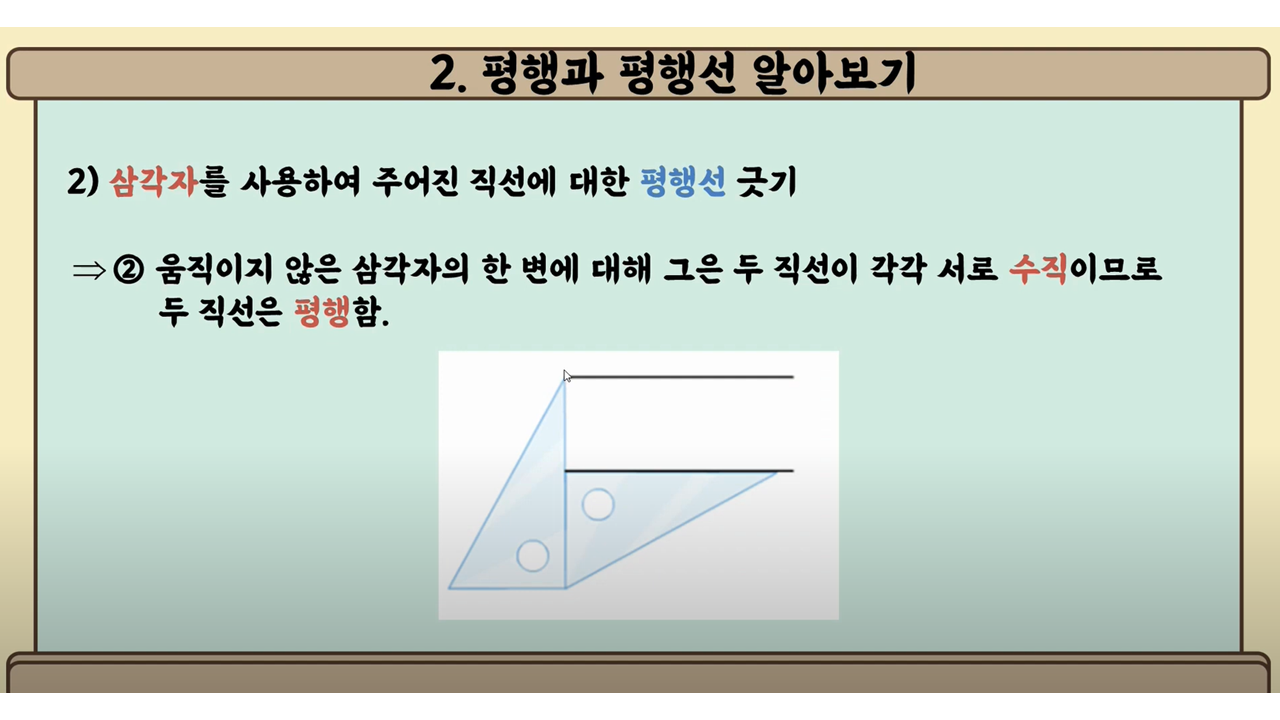 2. 평행과 평행선 알아보기
2) 삼각자를 사용하여 주어진 직선에 대한 평행선 긋기
⇒ ② 움직이지 않은 삼각자의 한 변에 대해 그은 두 직선이 각각 서로 수직이므로
두 직선은 평행함.